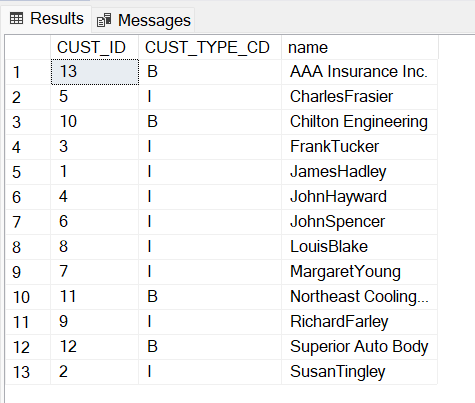 Results Messages
CUST_ID CUST_TYPE_CD name
1 13 B AAA Insurance Inc.
2 5 I CharlesFrasier
3 10 B Chilton Engineering
4 3 I FrankTucker
5 1 I JamesHadley
6 4 I JohnHayward
7 6 I JohnSpencer
8 8 I LouisBlake
9 7 I MargaretYoung
10 11 B Northeast Cooling...
11 9 I RichardFarley
12 12 B Superior Auto Body
13 2 I SusanTingley